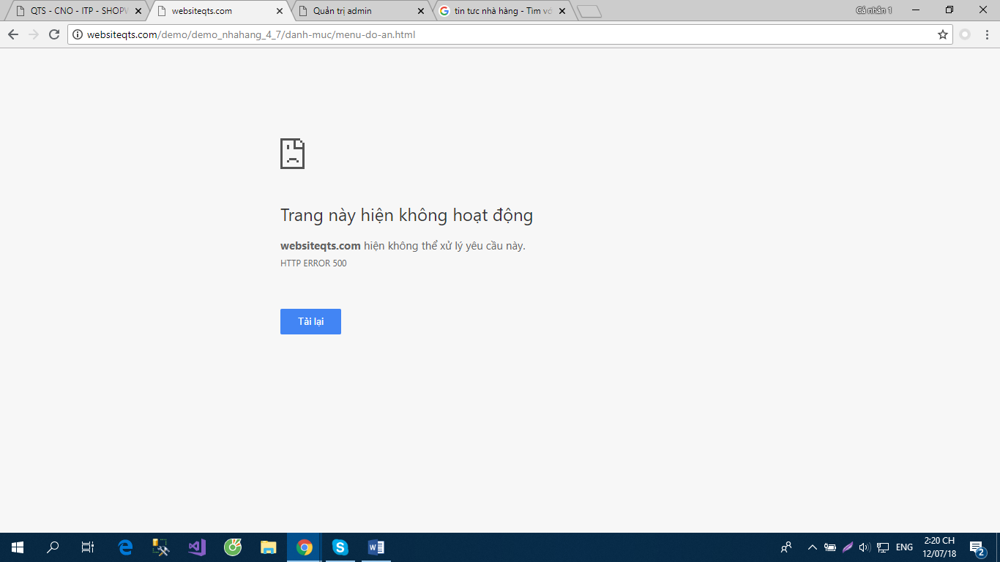 QTS - CNO - ITP - SHOPV
websiteqts.com
Quản trị admin
tin tức nhà hàng - Tìm vớ
Cá nhân 1
websiteqts.com/demo/demo_nhahang_4_7/danh-muc/menu-do-an.html
Trang này hiện không hoạt động
websiteqts.com hiện không thể xử lý yêu cầu này.
HTTP ERROR 500
Tải lại
ENG
2:20 CH
12/07/18
2